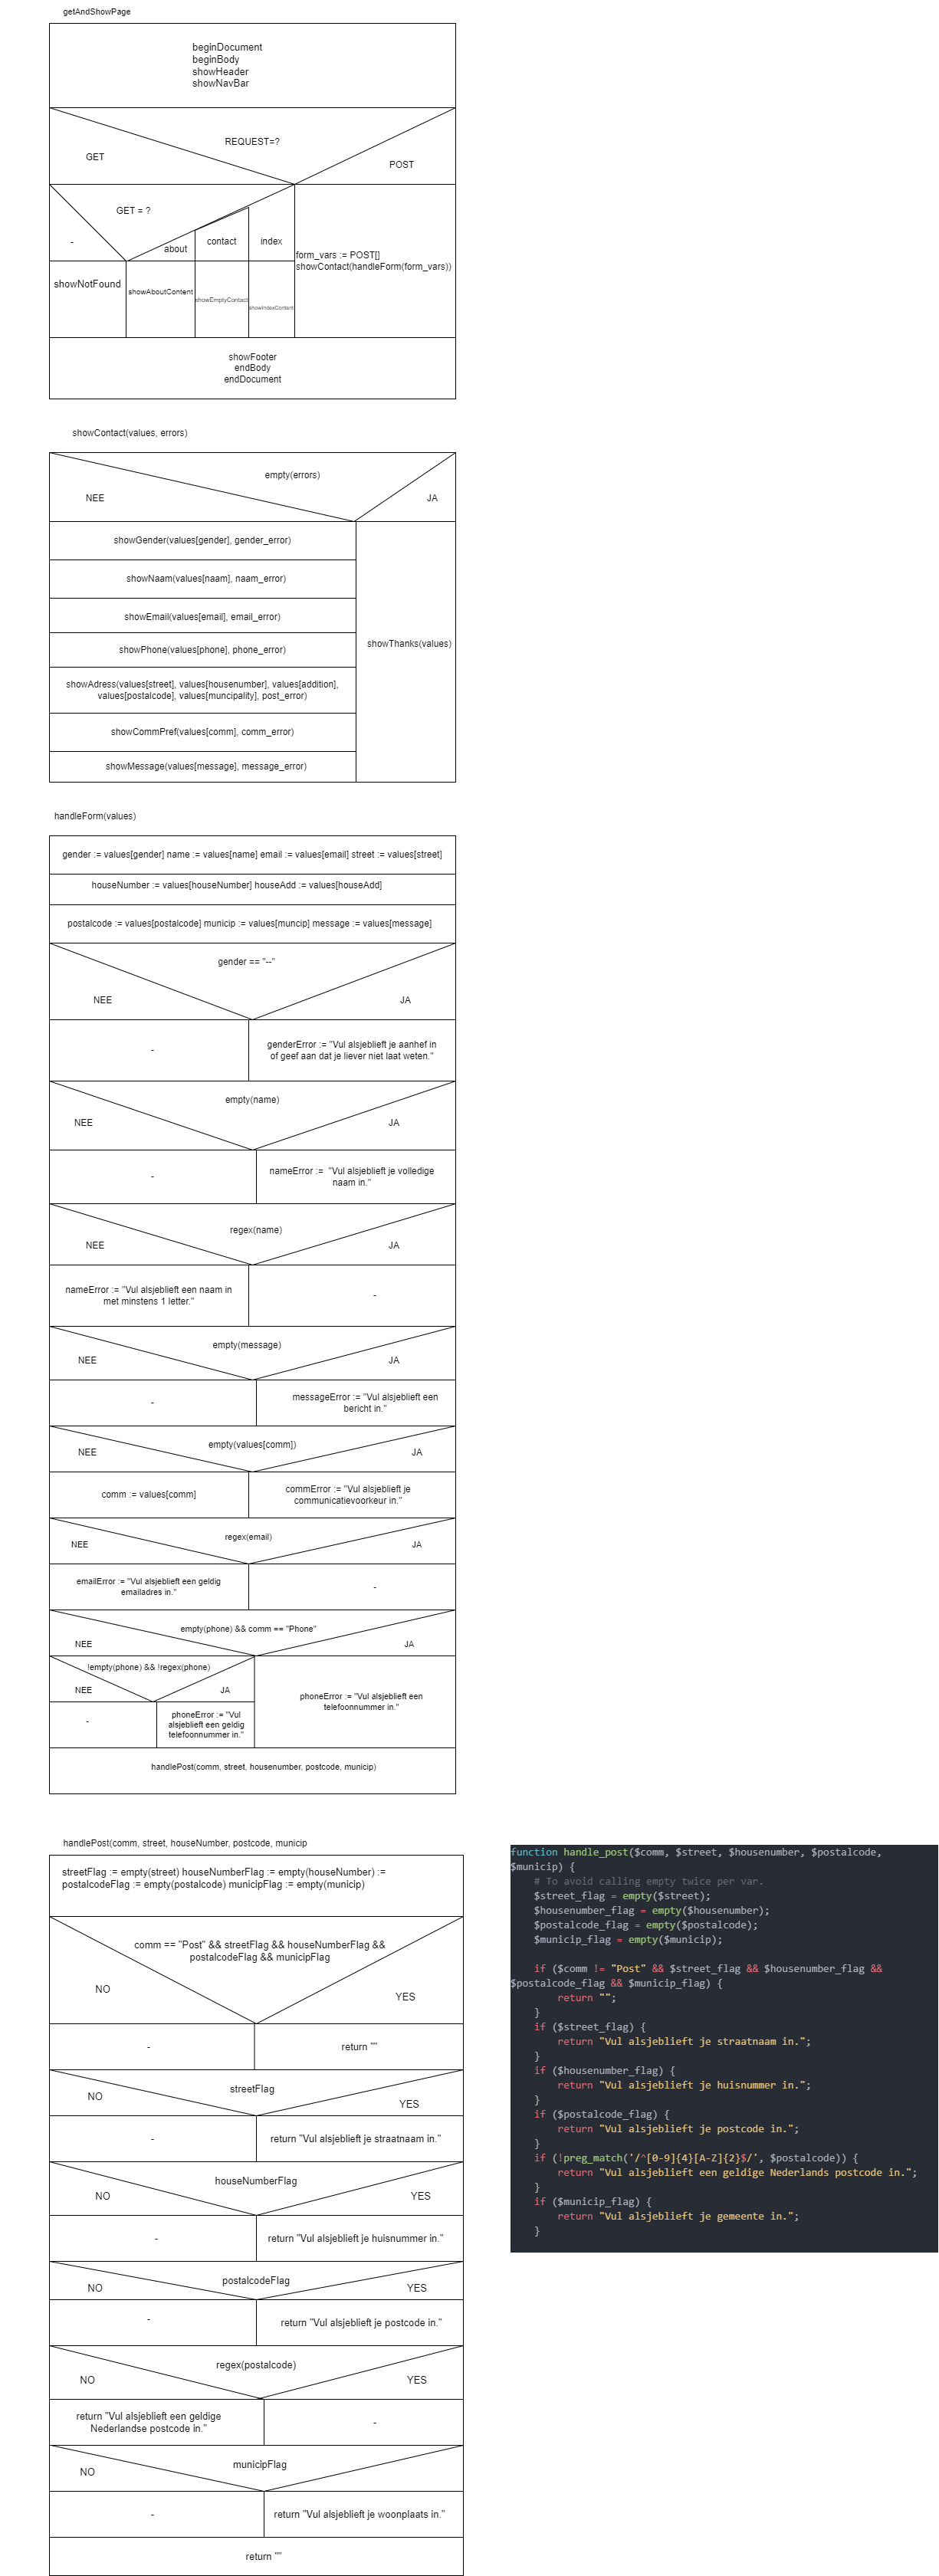 getAndShowPage
beginDocument
beginBody
showHeader
showNavBar
REQUEST=?
GET
POST
GET = ?
-
about
contact
index
form_vars := POST[]
showContact(handleForm(form_vars))
showNotFound
showAboutContent
showEmptyContact
showIndexContent
showFooter
endBody
endDocument
showContact(values, errors)
empty(errors)
NEE
JA
showGender(values[gender], gender_error)
showNaam(values[naam], naam_error)
showEmail(values[email], email_error)
showPhone(values[phone], phone_error)
showThanks(values)
showAdress(values[street], values[housenumber], values[addition],
values[postalcode], values[muncipality], post_error)
showCommPref(values[comm], comm_error)
showMessage(values[message], message_error)
handleForm(values)
gender := values[gender] name := values[name] email := values[email] street := values[street]
houseNumber := values[houseNumber] houseAdd := values[houseAdd]
postalcode := values[postalcode] municip := values[muncip] message := values[message]
gender == "--"
NEE
JA
-
genderError := "Vul alsjeblieft je aanhef in
of geef aan dat je liever niet laat weten."
empty(name)
NEE
JA
-
nameError := "Vul alsjeblieft je volledige
naam in."
regex(name)
NEE
JA
nameError := "Vul alsjeblieft een naam in
met minstens 1 letter."
-
empty(message)
NEE
JA
-
messageError := "Vul alsjeblieft een
bericht in."
empty(values[comm])
NEE
JA
comm := values[comm]
commError := "Vul alsjeblieft je
communicatievoorkeur in."
regex(email)
NEE
JA
emailError := "Vul alsjeblieft een geldig
emailadres in."
-
empty(phone) && comm == "Phone"
NEE
JA
!empty(phone) && !regex(phone)
NEE
JA
phoneError := "Vul alsjeblieft een
telefoonnummer in."
-
phoneError := "Vul
alsjeblieft een geldig
telefoonnummer in."
handlePost(comm, street, housenumber, postcode, municip)
handlePost(comm, street, houseNumber, postcode, municip
streetFlag := empty(street) houseNumberFlag := empty(houseNumber) :=
postalcodeFlag := empty(postalcode) municipFlag := empty(municip)
comm == "Post" && streetFlag && houseNumberFlag &&
postalcodeFlag && municipFlag
NO
YES
-
return ""
streetFlag
NO
YES
-
return "Vul alsjeblieft je straatnaam in."
houseNumberFlag
NO
YES
-
return "Vul alsjeblieft je huisnummer in."
postalcodeFlag
NO
YES
-
return "Vul alsjeblieft je postcode in."
regex(postalcode)
NO
YES
return "Vul alsjeblieft een geldige
Nederlandse postcode in."
-
municipFlag
NO
-
return "Vul alsjeblieft je woonplaats in."
return ""
function handle_post($comm, $street, $housenumber, $postalcode,
$municip) {
# To avoid calling empty twice per var.
$street_flag = empty($street);
$housenumber_flag = empty($housenumber);
$postalcode_flag = empty($postalcode);
$municip_flag = empty($municip);
if ($comm != "Post" && $street_flag && $housenumber_flag &&
$postalcode_flag && $municip_flag) {
return "";
}
if ($street_flag) {
return "Vul alsjeblieft je straatnaam in.";
}
if ($housenumber_flag) {
return "Vul alsjeblieft je huisnummer in.";
}
if ($postalcode_flag) {
return "Vul alsjeblieft je postcode in.";
}
if (!preg_match('/^[0-9]{4}[A-Z]{2}$/', $postalcode)) {
return "Vul alsjeblieft een geldige Nederlands postcode in.";
}
if ($municip_flag) {
return "Vul alsjeblieft je gemeente in.";
}